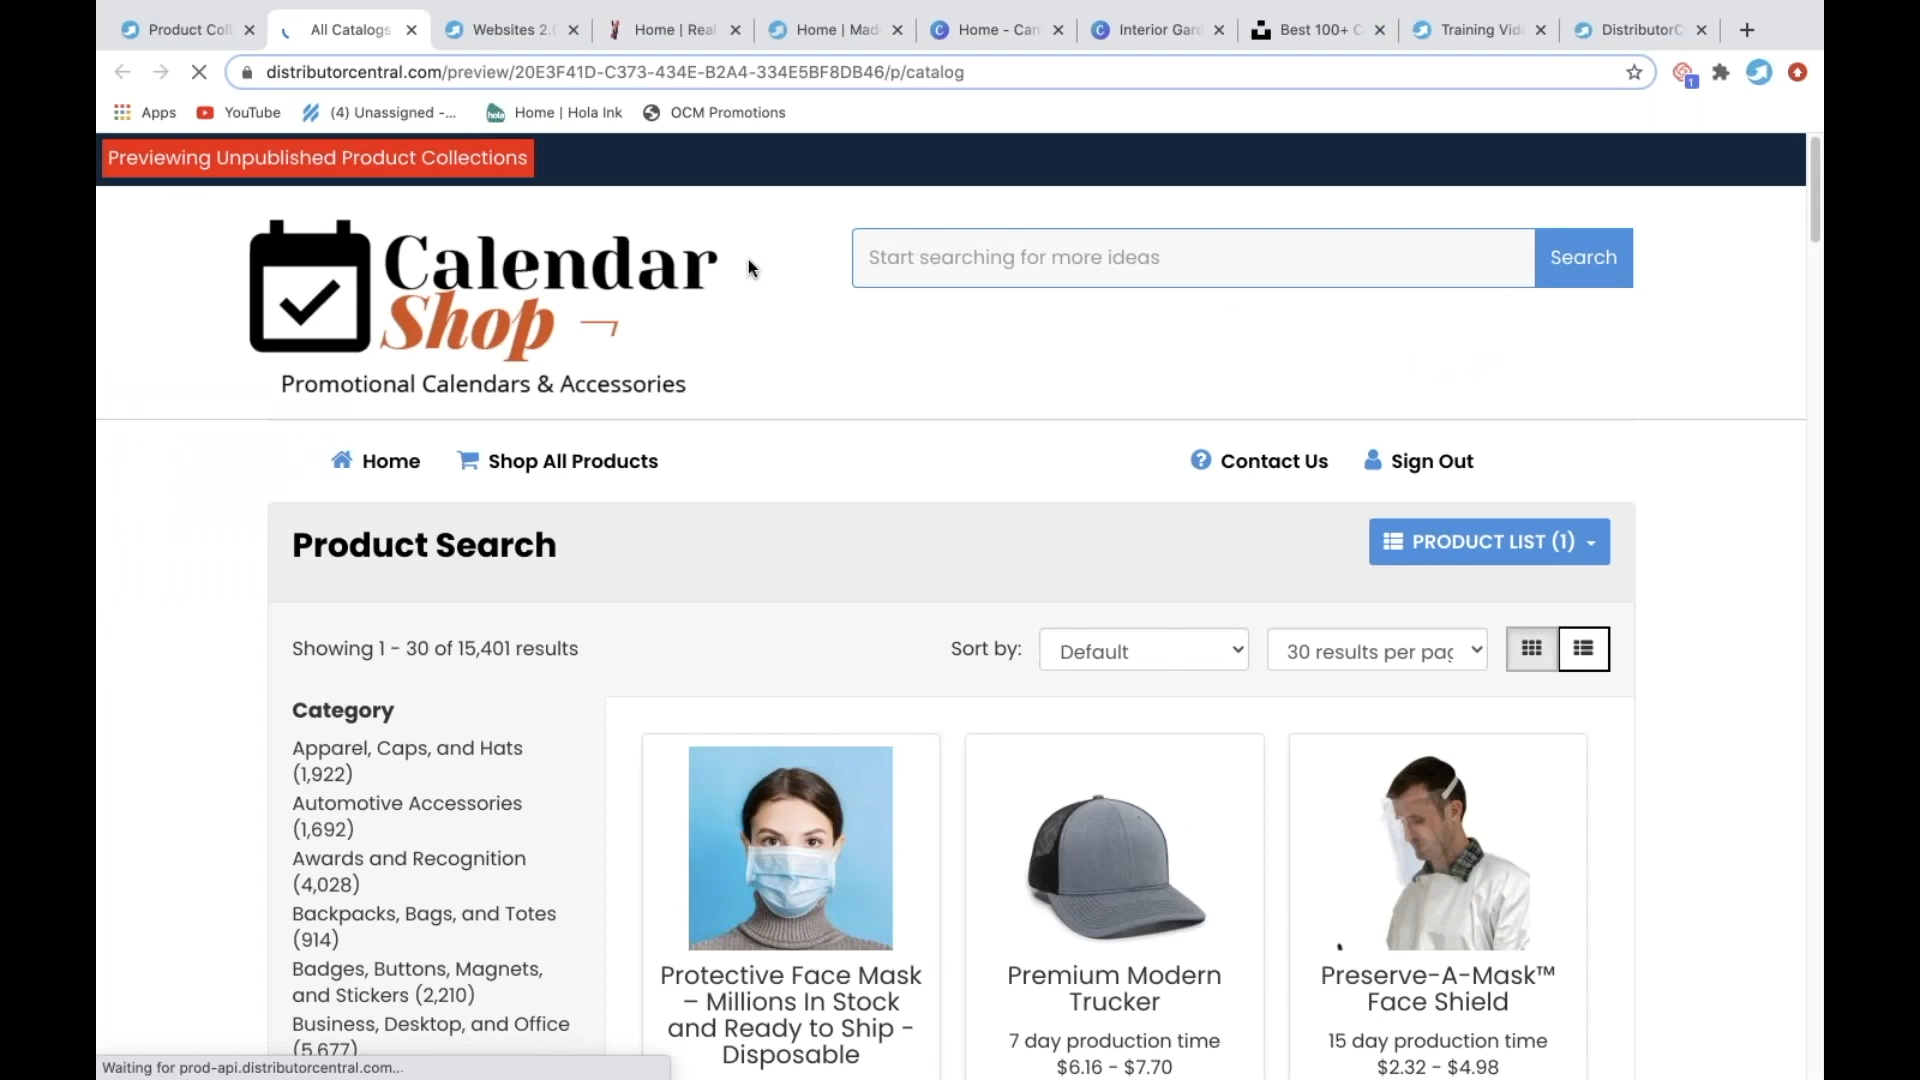 Product Coll
All Catalogs
Websites 2.0
Home | Real
Home | Mad
Home - Can
Interior Gard
Best 100+ C
Training Vid
DistributorC
distributorcentral.com/preview/20E3F41D-C373-434E-B2A4-334E5BF8DB46/p/catalog
1
Apps
YouTube
(4) Unassigned -...
hola
Home | Hola Ink
OCM Promotions
Previewing Unpublished Product Collections
Calendar
Shop
Promotional Calendars & Accessories
Start searching for more ideas
Search
Home
Shop All Products
Contact Us
Sign Out
Product Search
PRODUCT LIST (1)
Showing 1 - 30 of 15,401 results
Sort by:
Default
30 results per pag
Category
Apparel, Caps, and Hats
(1,922)
Automotive Accessories
(1,692)
Awards and Recognition
(4,028)
Backpacks, Bags, and Totes
(914)
Badges, Buttons, Magnets,
and Stickers (2,210)
Business, Desktop, and Office
(5,677)
Protective Face Mask
– Millions In Stock
and Ready to Ship -
Disposable
Premium Modern
Trucker
7 day production time
$6.16 - $7.70
Preserve-A-Mask™
Face Shield
15 day production time
$2.32 - $4.98
Waiting for prod-api.distributorcentral.com...